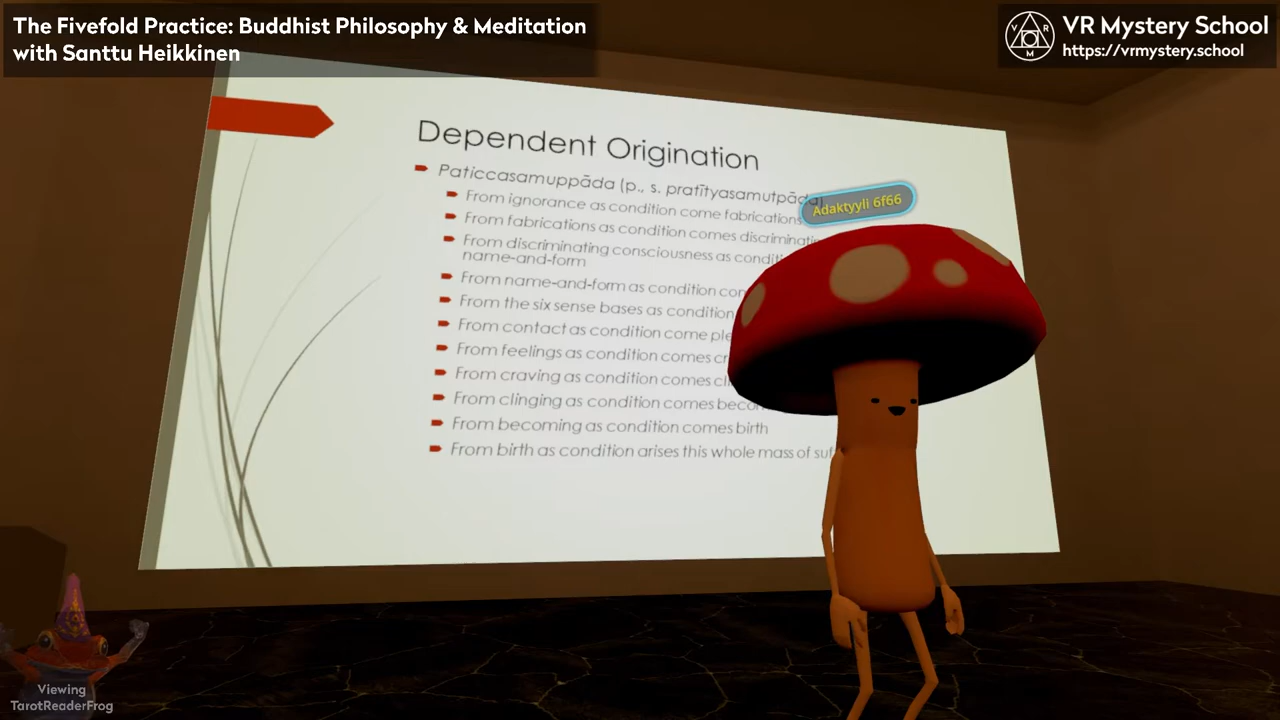 The Fivefold Practice: Buddhist Philosophy & Meditation
with Santtu Heikkinen
VR Mystery School
https://vrmystery.school
V R
M
Dependent Origination
Paticcasamuppāda (p., s. pratītyasamutpāda)
From ignorance as condition come fabrications
From fabrications as condition comes
From discriminating consciousness as
name-and-form
From name-and-form as condition
From the six sense bases as condition
From contact as condition come
From feelings as condition comes
From craving as condition comes
From clinging as condition comes
From becoming as condition comes birth
From birth as condition arises this whole mass of
Adaktyyli 6f66
Viewing
TarotReaderFrog